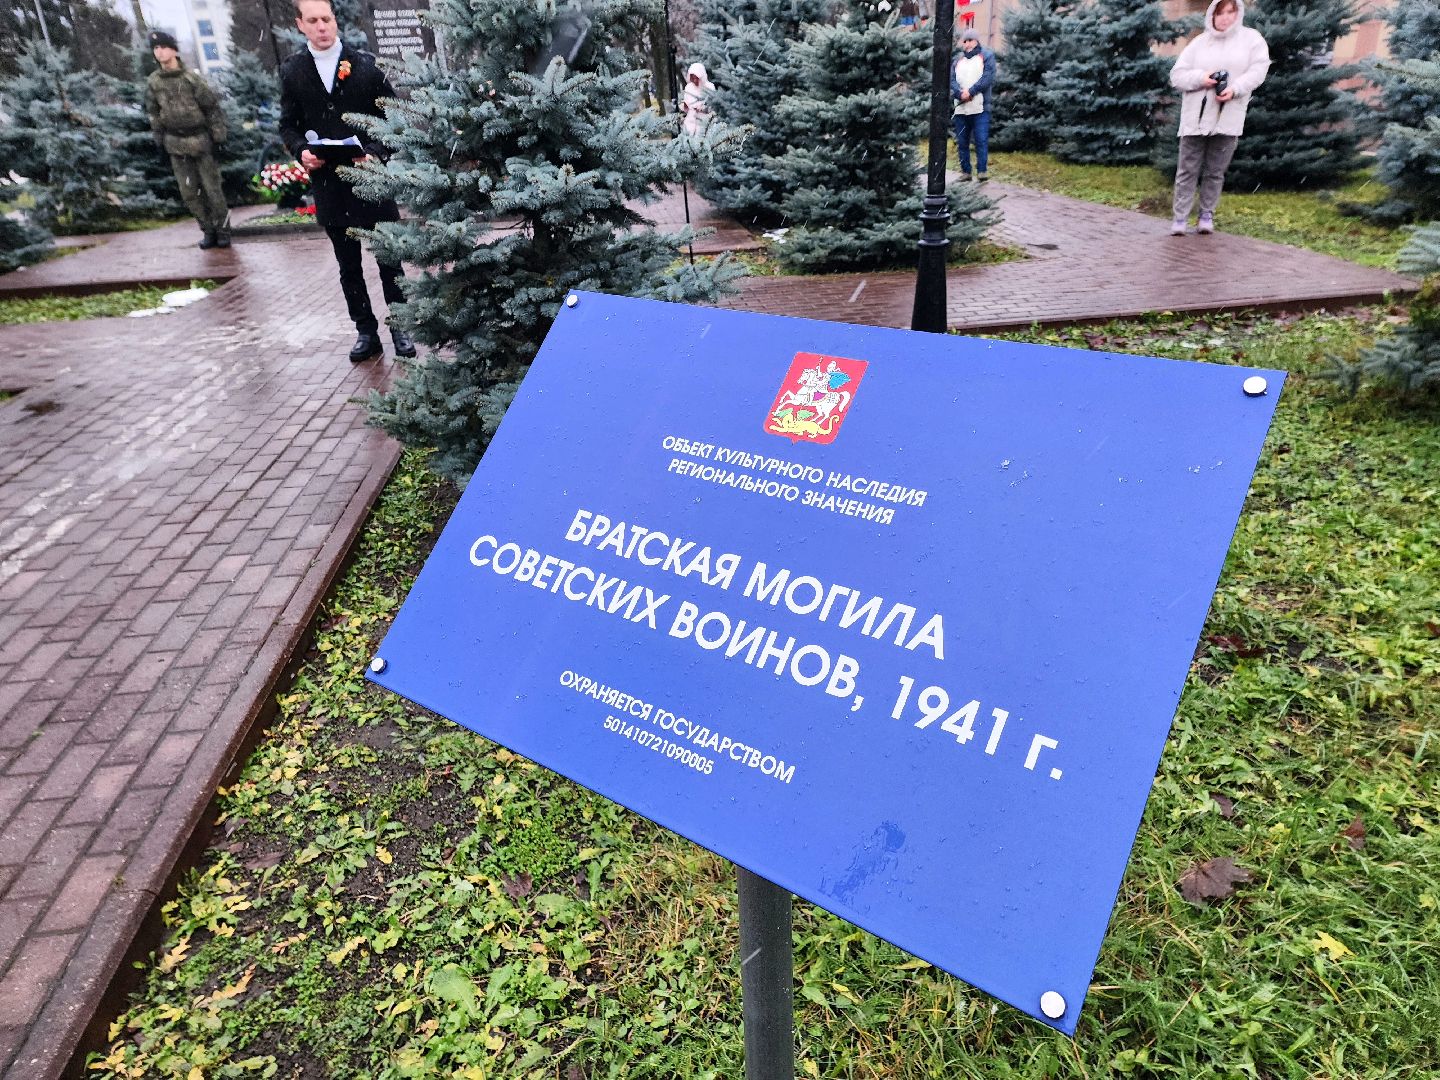 ОБЪЕКТ КУЛЬТУРНОГО НАСЛЕДИЯ
РЕГИОНАЛЬНОГО ЗНАЧЕНИЯ
БРАТСКАЯ МОГИЛА
СОВЕТСКИХ ВОИНОВ, 1941 г.
ОХРАНЯЕТСЯ ГОСУДАРСТВОМ
501410721090005